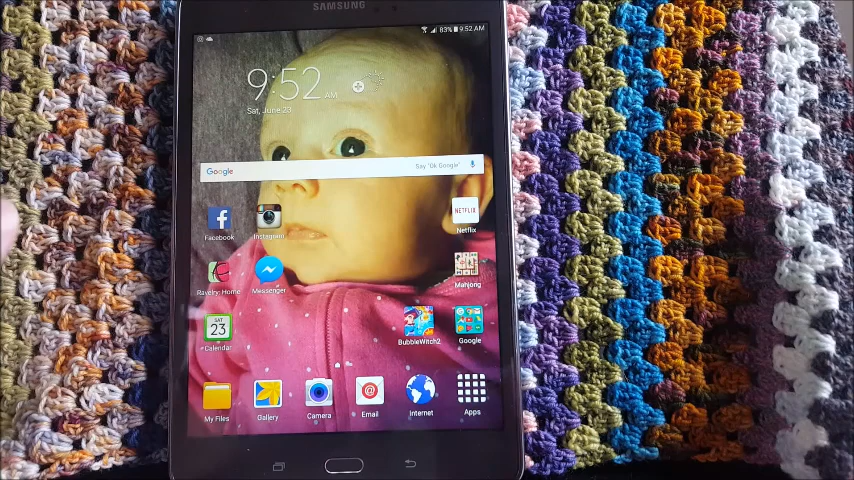 SAMSUNG
83% 9:52 AM
9:52 AM
Sat, June 23
Google
Say "Ok Google"
Facebook
Instagram
NETFLIX
Netflix
Ravelry: Home
Messenger
Mahjong
SAT
23
Calendar
BubbleWitch2
Google
@
My Files
Gallery
Camera
Email
Internet
Apps